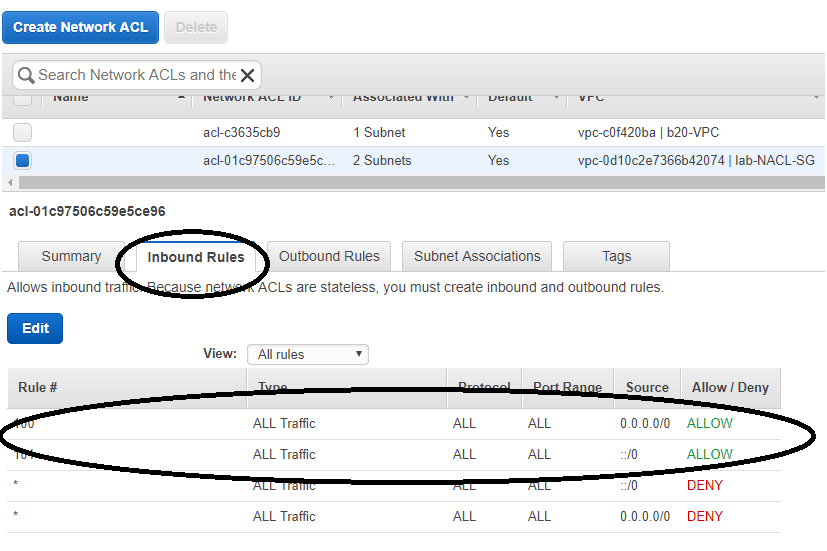 Create Network ACL Delete
Search Network ACLs and the
Name Network ACL ID Associated With Default VPC
acl-c3635cb9 1 Subnet Yes vpc-c0f420ba | b20-VPC
acl-01c97506c59e5c... 2 Subnets Yes vpc-0d10c2e7366b42074 | lab-NACL-SG
acl-01c97506c59e5ce96
Summary Inbound Rules Outbound Rules Subnet Associations Tags
Allows inbound traffic. Because network ACLs are stateless, you must create inbound and outbound rules.
Edit
View: All rules
Rule # Type Protocol Port Range Source Allow / Deny
100 ALL Traffic ALL ALL 0.0.0.0/0 ALLOW
101 ALL Traffic ALL ALL ::/0 ALLOW
* ALL Traffic ALL ALL ::/0 DENY
* ALL Traffic ALL ALL 0.0.0.0/0 DENY